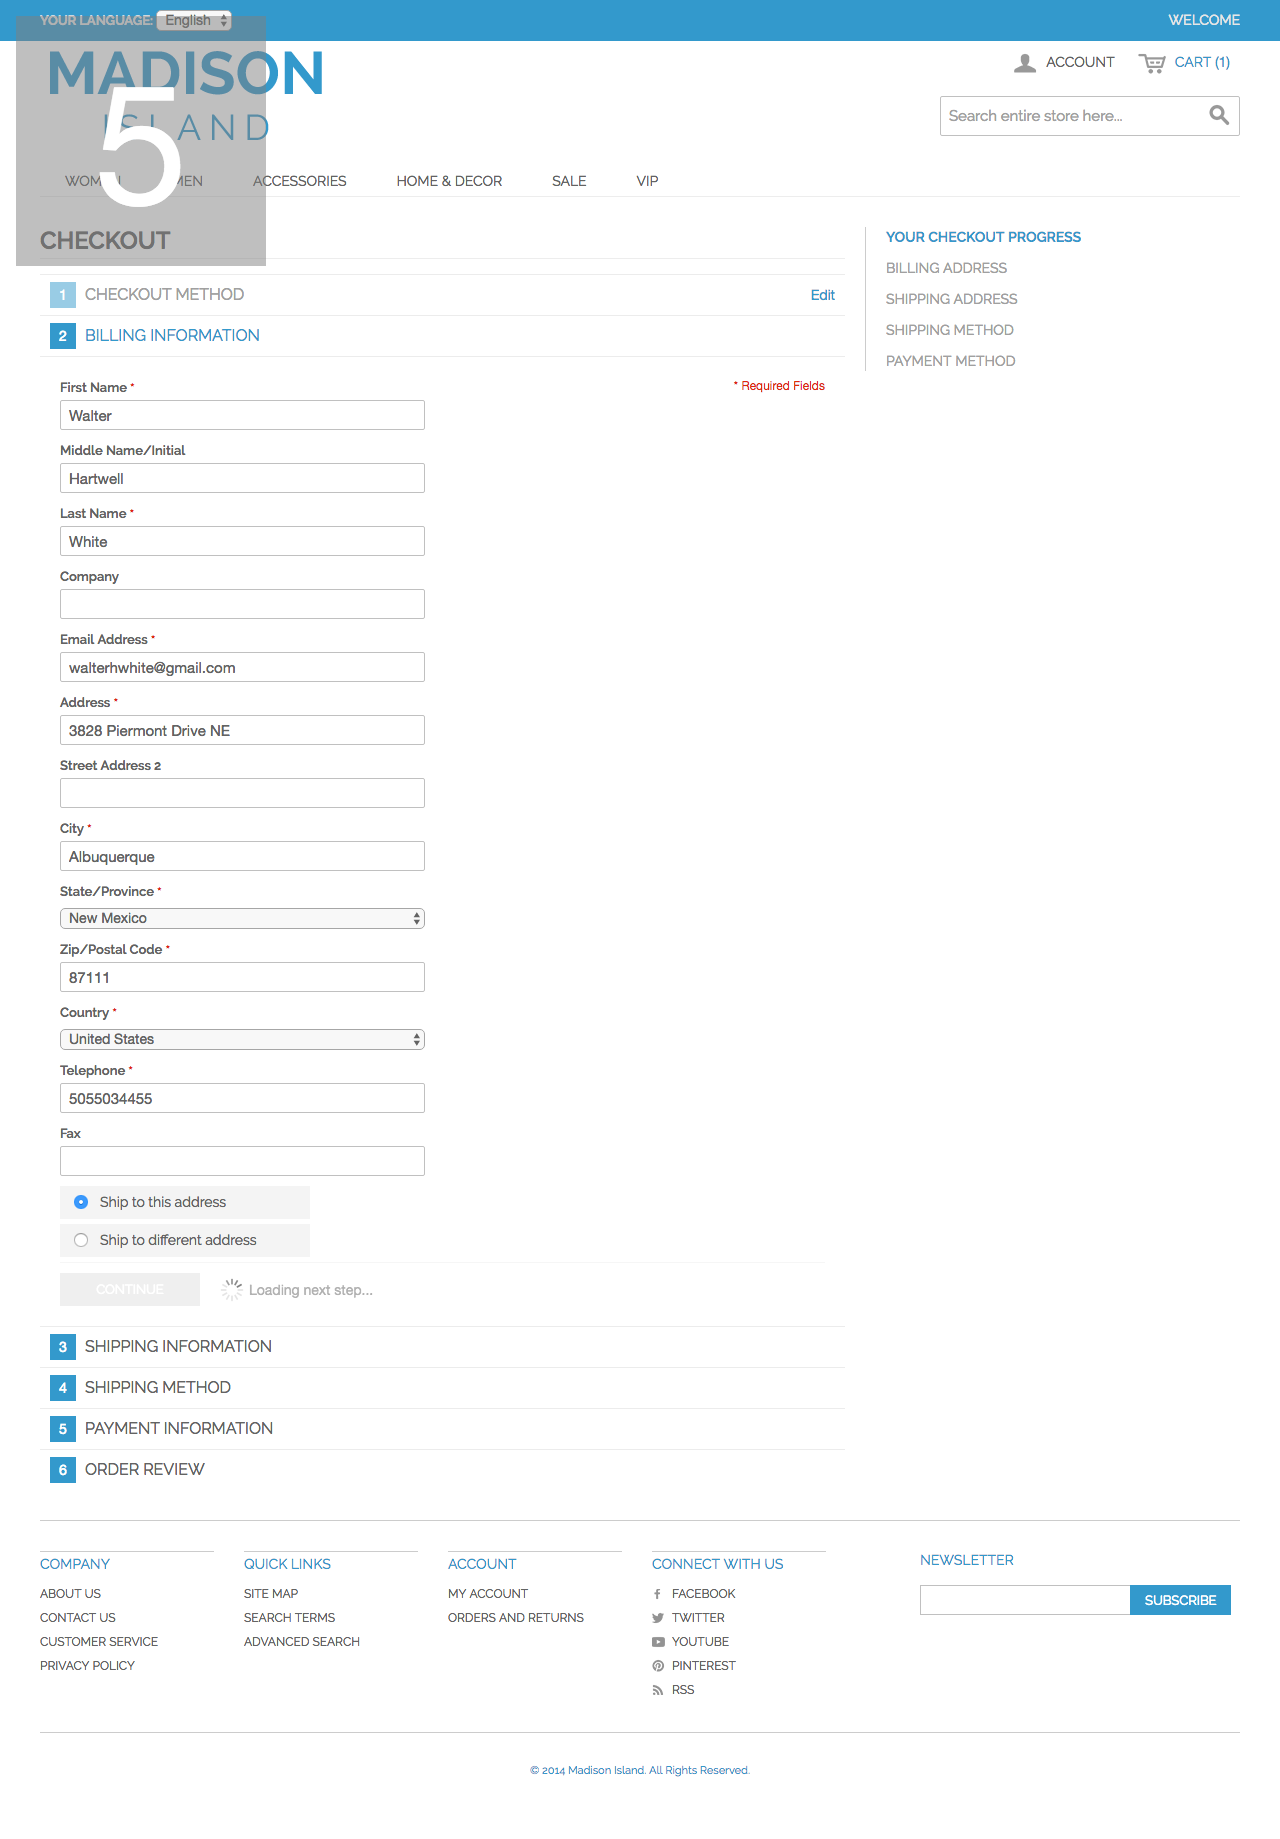 YOUR LANGUAGE: English
WELCOME
MADISON
ISLAND
5
ACCOUNT
CART (1)
Search entire store here...
WOMEN MEN ACCESSORIES HOME & DECOR SALE VIP
CHECKOUT
1 CHECKOUT METHOD Edit
2 BILLING INFORMATION
* Required Fields
First Name *
Walter
Middle Name/Initial
Hartwell
Last Name *
White
Company
Email Address *
walterhwhite@gmail.com
Address *
3828 Piermont Drive NE
Street Address 2
City *
Albuquerque
State/Province *
New Mexico
Zip/Postal Code *
87111
Country *
United States
Telephone *
5055034455
Fax
Ship to this address
Ship to different address
CONTINUE Loading next step...
3 SHIPPING INFORMATION
4 SHIPPING METHOD
5 PAYMENT INFORMATION
6 ORDER REVIEW
YOUR CHECKOUT PROGRESS
BILLING ADDRESS
SHIPPING ADDRESS
SHIPPING METHOD
PAYMENT METHOD
COMPANY
ABOUT US
CONTACT US
CUSTOMER SERVICE
PRIVACY POLICY
QUICK LINKS
SITE MAP
SEARCH TERMS
ADVANCED SEARCH
ACCOUNT
MY ACCOUNT
ORDERS AND RETURNS
CONNECT WITH US
FACEBOOK
TWITTER
YOUTUBE
PINTEREST
RSS
NEWSLETTER
SUBSCRIBE
© 2014 Madison Island. All Rights Reserved.